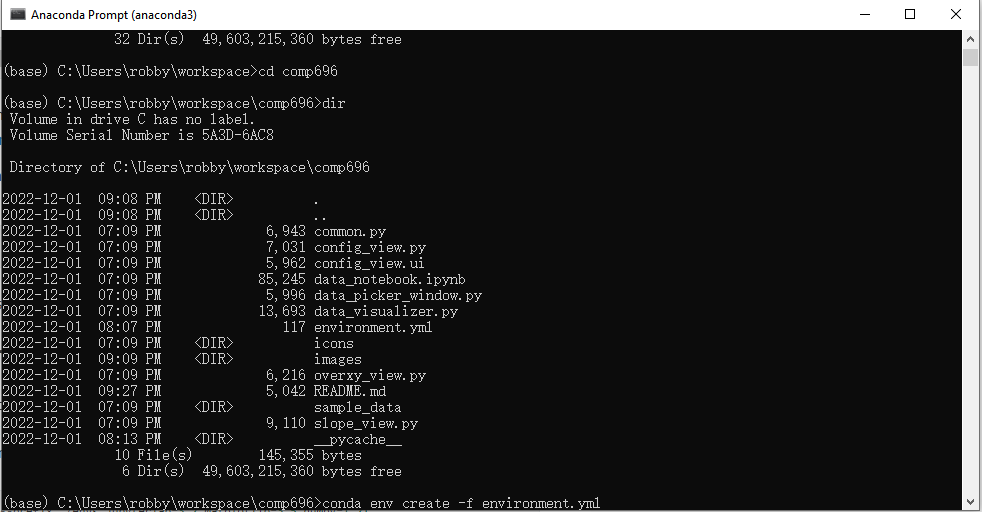 Anaconda Prompt (anaconda3)
32 Dir(s) 49,603,215,360 bytes free
(base) C:\Users\robby\workspace>cd comp696
(base) C:\Users\robby\workspace\comp696>dir
Volume in drive C has no label.
Volume Serial Number is 5A3D-6AC8
Directory of C:\Users\robby\workspace\comp696
2022-12-01 09:08 PM <DIR> .
2022-12-01 09:08 PM <DIR> ..
2022-12-01 07:09 PM 6,943 common.py
2022-12-01 07:09 PM 7,031 config_view.py
2022-12-01 07:09 PM 5,962 config_view.ui
2022-12-01 07:09 PM 85,245 data_notebook.ipynb
2022-12-01 07:09 PM 5,996 data_picker_window.py
2022-12-01 07:09 PM 13,693 data_visualizer.py
2022-12-01 08:07 PM 117 environment.yml
2022-12-01 07:09 PM <DIR> icons
2022-12-01 09:09 PM <DIR> images
2022-12-01 07:09 PM 6,216 overxy_view.py
2022-12-01 09:27 PM 5,042 README.md
2022-12-01 07:09 PM <DIR> sample_data
2022-12-01 07:09 PM 9,110 slope_view.py
2022-12-01 08:13 PM <DIR> __pycache__
10 File(s) 145,355 bytes
6 Dir(s) 49,603,215,360 bytes free
(base) C:\Users\robby\workspace\comp696>conda env create -f environment.yml